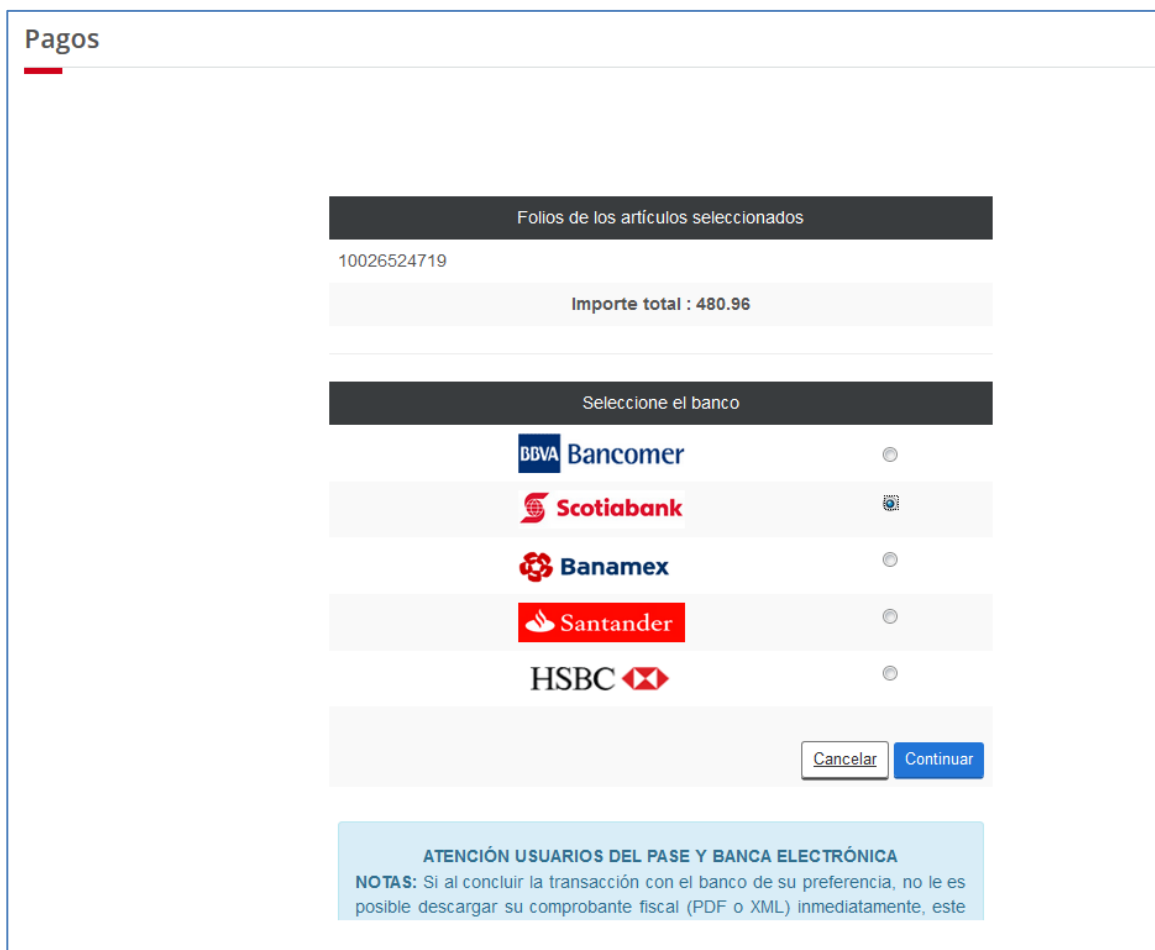 Pagos
Folios de los artículos seleccionados
10026524719
Importe total : 480.96
Seleccione el banco
BBVA Bancomer
Scotiabank
Banamex
Santander
HSBC
Cancelar Continuar
ATENCIÓN USUARIOS DEL PASE Y BANCA ELECTRÓNICA
NOTAS: Si al concluir la transacción con el banco de su preferencia, no le es
posible descargar su comprobante fiscal (PDF o XML) inmediatamente, este